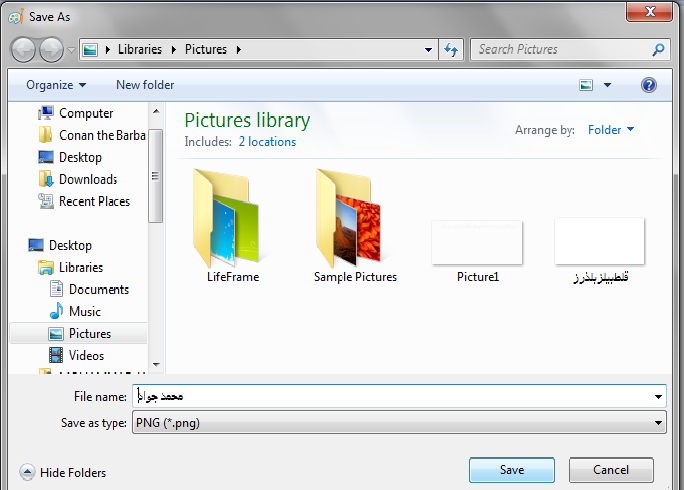 Save As
Libraries
Pictures
Search Pictures
Organize
New folder
Computer
Conan the Barba
Desktop
Downloads
Recent Places
Desktop
Libraries
Documents
Music
Pictures
Videos
Pictures library
Includes: 2 locations
Arrange by: Folder
LifeFrame
Sample Pictures
Picture1
File name: محمد جواد
Save as type: PNG (*.png)
Hide Folders
Save
Cancel